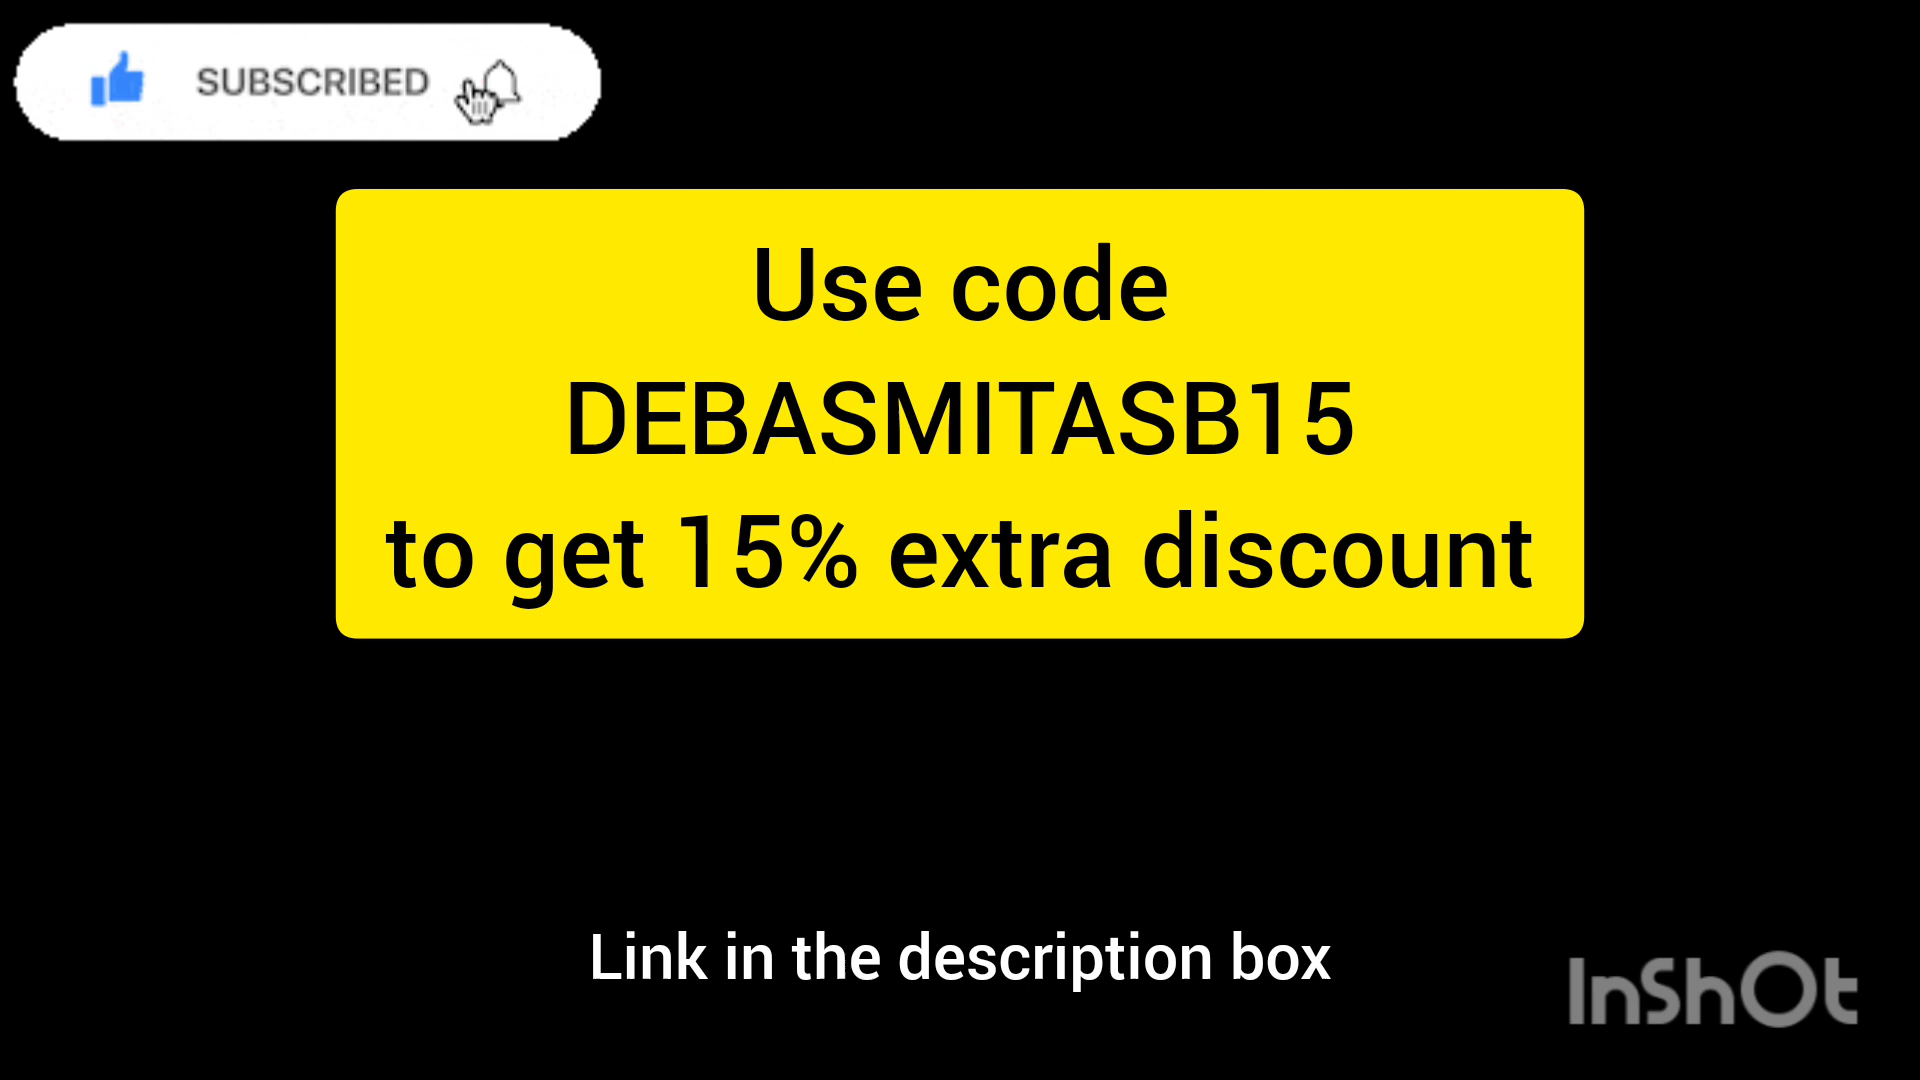 SUBSCRIBED
Use code
DEBASMITASB15
to get 15% extra discount
Link in the description box
InShOt